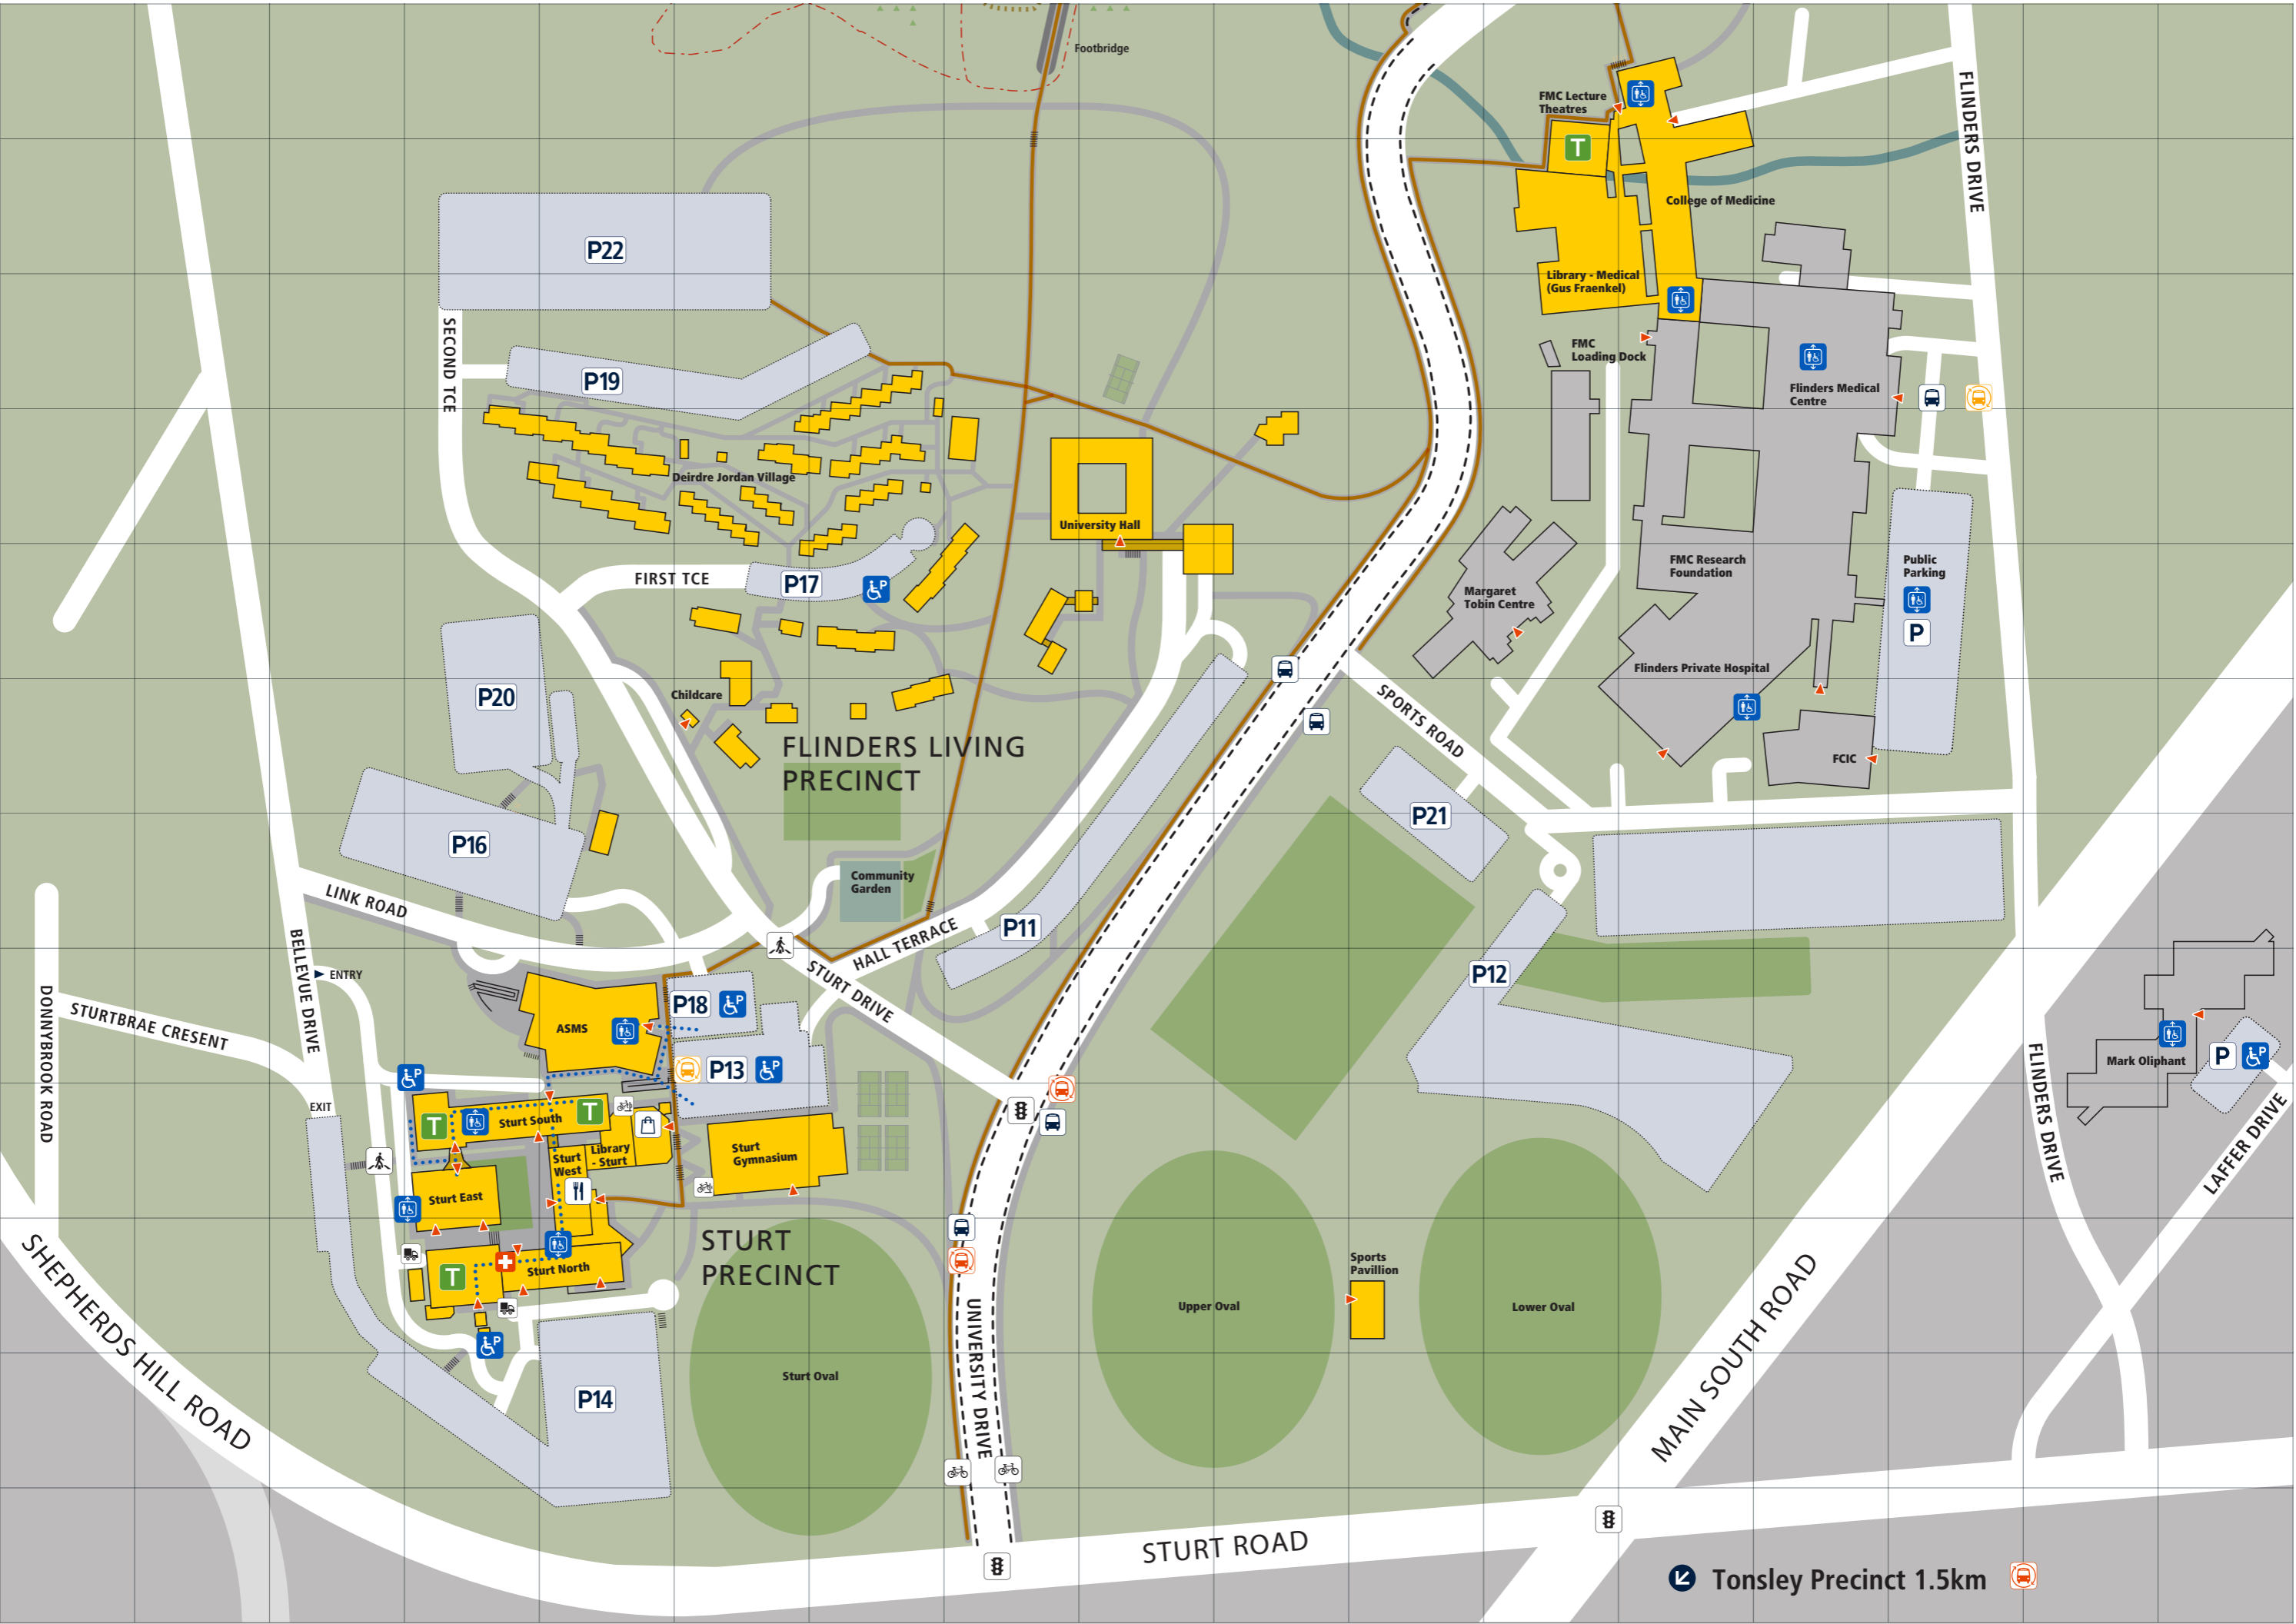 Footbridge
FMC Lecture
Theatres
T
FLINDERS DRIVE
College of Medicine
P22
Library - Medical
(Gus Fraenkel)
SECOND TCE
FMC
Loading Dock
P19
Flinders Medical
Centre
Deirdre Jordan Village
University Hall
FIRST TCE
P17
P
FMC Research
Foundation
Public
Parking
P
Margaret
Tobin Centre
Flinders Private Hospital
P20
Childcare
SPORTS ROAD
FLINDERS LIVING
PRECINCT
FCIC
P21
P16
Community
Garden
LINK ROAD
P11
HALL TERRACE
BELLEVUE DRIVE
ENTRY
STURT DRIVE
P12
DONNYBROOK ROAD
STURTBRAE CRESENT
P18
P
ASMS
P13
P
Mark Oliphant
P
P
FLINDERS DRIVE
LAFFER DRIVE
P
EXIT
T
Sturt South
T
Sturt
West
Library
- Sturt
Sturt
Gymnasium
Sturt East
STURT
PRECINCT
T
Sturt North
Sports
Pavillion
Upper Oval
Lower Oval
SHEPHERDS HILL ROAD
P
UNIVERSITY DRIVE
MAIN SOUTH ROAD
Sturt Oval
P14
STURT ROAD
Tonsley Precinct 1.5km